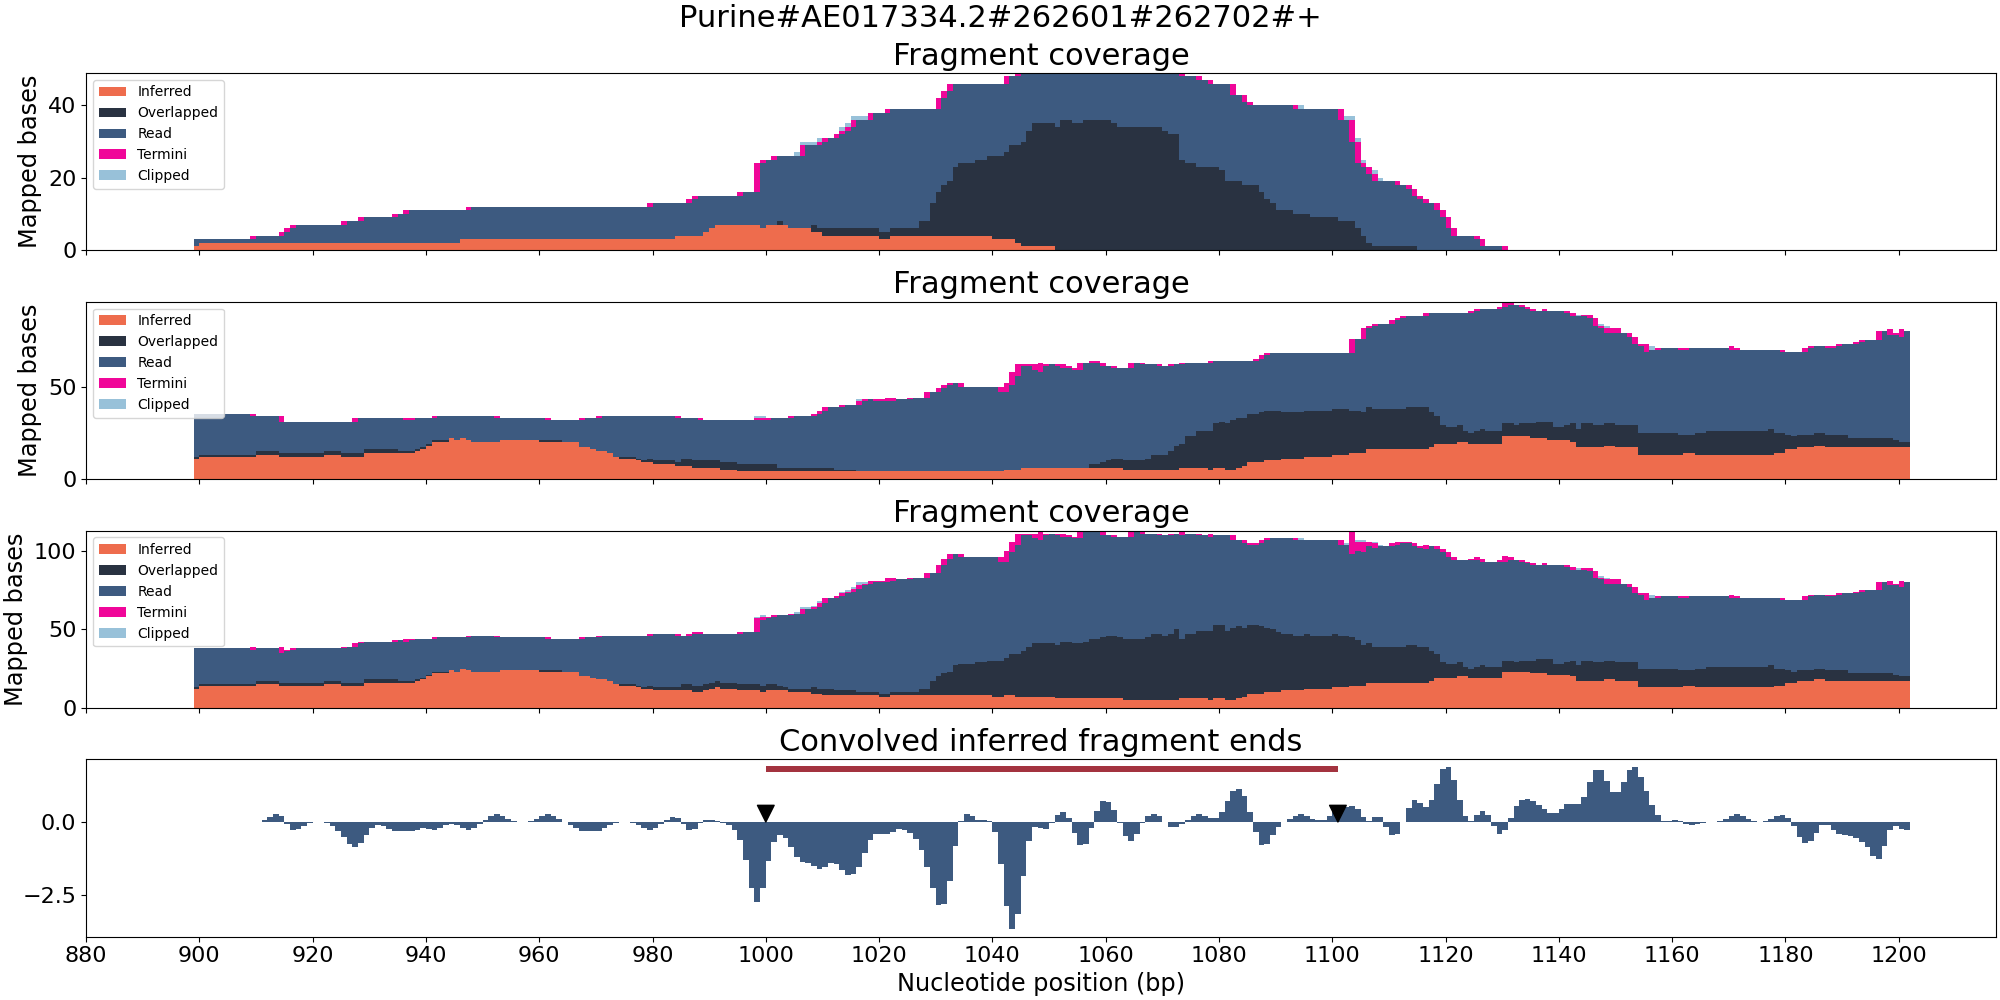 Purine#AE017334.2#262601#262702#+
Fragment coverage
Mapped bases
40
20
0
Inferred
Overlapped
Read
Termini
Clipped
Fragment coverage
Mapped bases
50
0
Inferred
Overlapped
Read
Termini
Clipped
Fragment coverage
Mapped bases
100
50
0
Inferred
Overlapped
Read
Termini
Clipped
Convolved inferred fragment ends
0.0
−2.5
880 900 920 940 960 980 1000 1020 1040 1060 1080 1100 1120 1140 1160 1180 1200
Nucleotide position (bp)